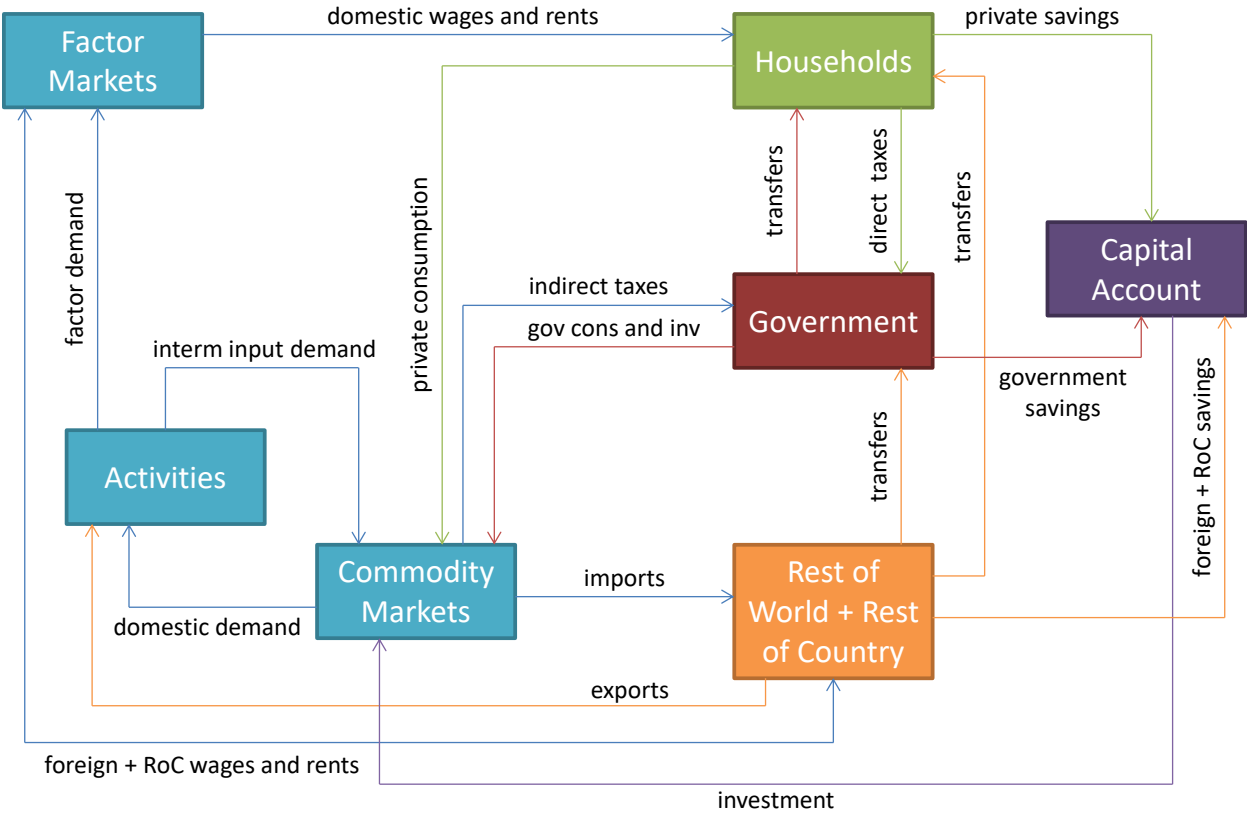 domestic wages and rents
private savings
Factor
Markets
Households
factor demand
private consumption
transfers
direct  taxes
transfers
Capital
Account
indirect taxes
gov cons and inv
Government
interm input demand
government
savings
foreign + RoC savings
transfers
Activities
Commodity
Markets
imports
Rest of
World + Rest
of Country
domestic demand
exports
foreign + RoC wages and rents
investment